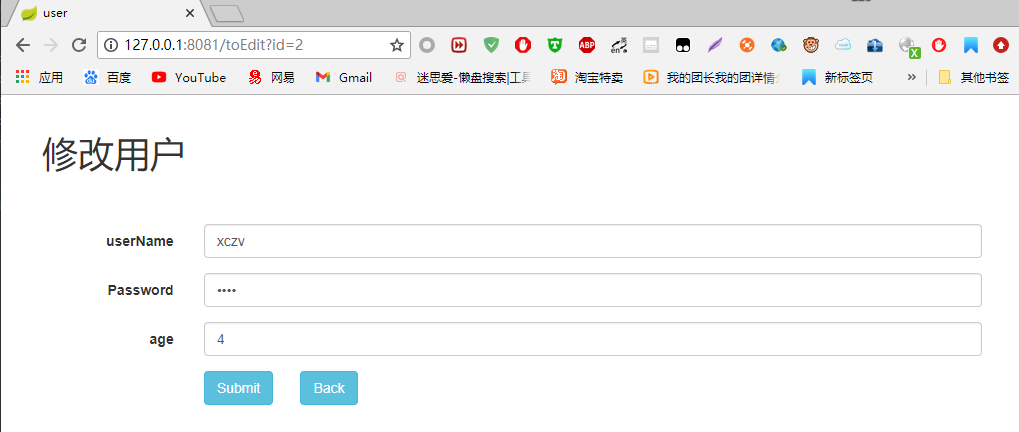 user
127.0.0.1:8081/toEdit?id=2
ABP
en
应用 百度 YouTube 网易 Gmail 迷思爱-懒盘搜索|工具 淘宝特卖 我的团长我的团详情 新标签页 » 其他书签
修改用户
userName xczv
Password ••••
age 4
Submit Back